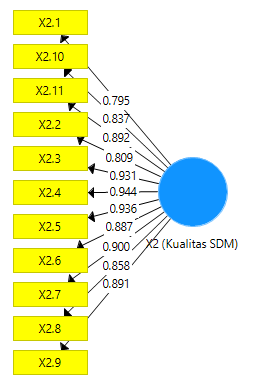 X2.1
X2.10
X2.11
X2.2
X2.3
X2.4
X2.5
X2.6
X2.7
X2.8
X2.9
0.795
0.837
0.892
0.809
0.931
0.944
0.936
0.887
0.900
0.858
0.891
X2 (Kualitas SDM)